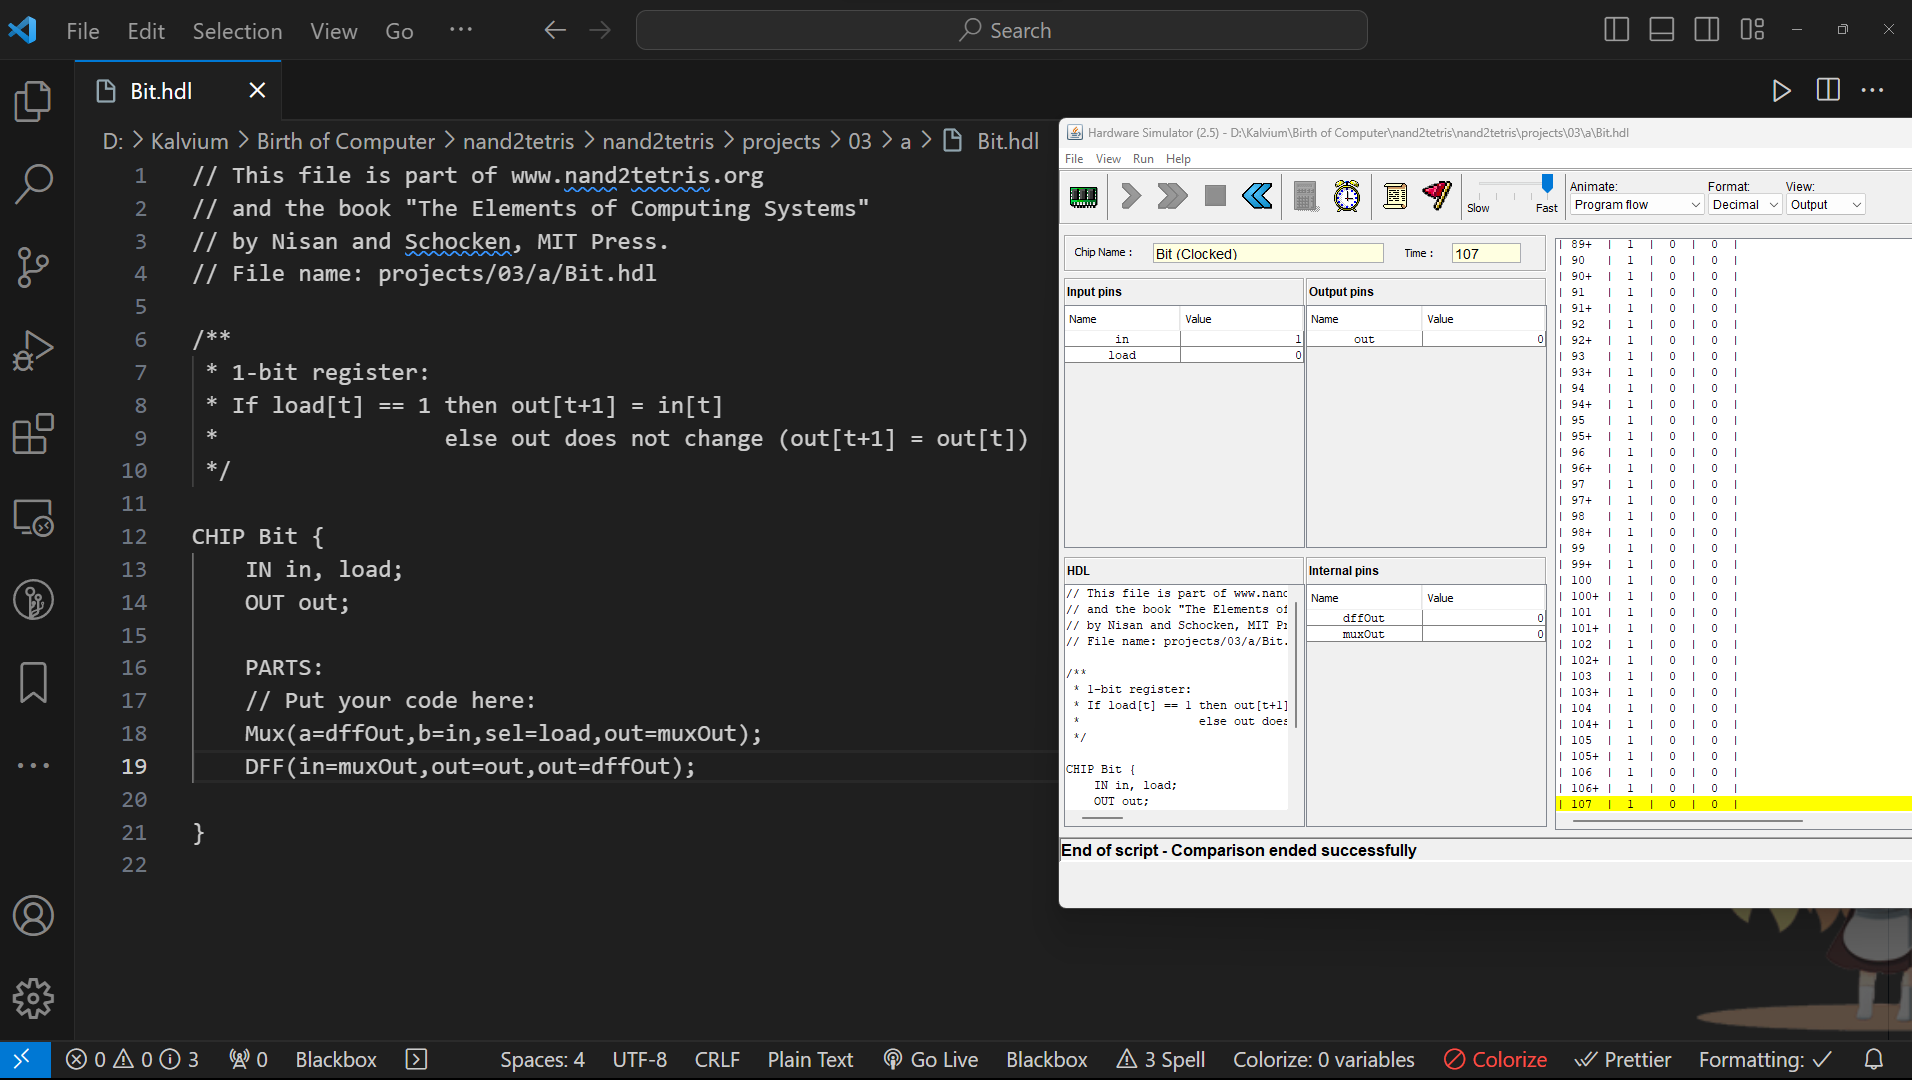 File Edit Selection View Go ··· Search
Bit.hdl
D: > Kalvium > Birth of Computer > nand2tetris > nand2tetris > projects > 03 > a > Bit.hdl
1 // This file is part of www.nand2tetris.org
2 // and the book "The Elements of Computing Systems"
3 // by Nisan and Schocken, MIT Press.
4 // File name: projects/03/a/Bit.hdl
5
6 /**
7 * 1-bit register:
8 * If load[t] == 1 then out[t+1] = in[t]
9 * else out does not change (out[t+1] = out[t])
10 */
11
12 CHIP Bit {
13 IN in, load;
14 OUT out;
15
16 PARTS:
17 // Put your code here:
18 Mux(a=dffOut,b=in,sel=load,out=muxOut);
19 DFF(in=muxOut,out=out,out=dffOut);
20
21 }
22
Hardware Simulator (2.5) - D:\Kalvium\Birth of Computer\nand2tetris\nand2tetris\projects\03\a\Bit.hdl
File View Run Help
Slow Fast
Animate: Format: View:
Program flow Decimal Output
Chip Name : Bit (Clocked) Time : 107
Input pins
Name Value
in 1
load 0
Output pins
Name Value
out 0
HDL
// This file is part of www.nand
// and the book "The Elements of
// by Nisan and Schocken, MIT Pr
// File name: projects/03/a/Bit.
/**
* 1-bit register:
* If load[t] == 1 then out[t+1]
* else does
*/
CHIP Bit {
IN in, load;
OUT out;
Internal pins
Name Value
dffOut 0
muxOut 0
| 89+ | 1 | 0 | 0 |
| 90 | 1 | 0 | 0 |
| 90+ | 1 | 0 | 0 |
| 91 | 1 | 0 | 0 |
| 91+ | 1 | 0 | 0 |
| 92 | 1 | 0 | 0 |
| 92+ | 1 | 0 | 0 |
| 93 | 1 | 0 | 0 |
| 93+ | 1 | 0 | 0 |
| 94 | 1 | 0 | 0 |
| 94+ | 1 | 0 | 0 |
| 95 | 1 | 0 | 0 |
| 95+ | 1 | 0 | 0 |
| 96 | 1 | 0 | 0 |
| 96+ | 1 | 0 | 0 |
| 97 | 1 | 0 | 0 |
| 97+ | 1 | 0 | 0 |
| 98 | 1 | 0 | 0 |
| 98+ | 1 | 0 | 0 |
| 99 | 1 | 0 | 0 |
| 99+ | 1 | 0 | 0 |
| 100 | 1 | 0 | 0 |
| 100+ | 1 | 0 | 0 |
| 101 | 1 | 0 | 0 |
| 101+ | 1 | 0 | 0 |
| 102 | 1 | 0 | 0 |
| 102+ | 1 | 0 | 0 |
| 103 | 1 | 0 | 0 |
| 103+ | 1 | 0 | 0 |
| 104 | 1 | 0 | 0 |
| 104+ | 1 | 0 | 0 |
| 105 | 1 | 0 | 0 |
| 105+ | 1 | 0 | 0 |
| 106 | 1 | 0 | 0 |
| 106+ | 1 | 0 | 0 |
| 107 | 1 | 0 | 0 |
End of script - Comparison ended successfully
0 0 3 0 Blackbox Spaces: 4 UTF-8 CRLF Plain Text Go Live Blackbox 3 Spell Colorize: 0 variables Colorize Prettier Formatting: ✓